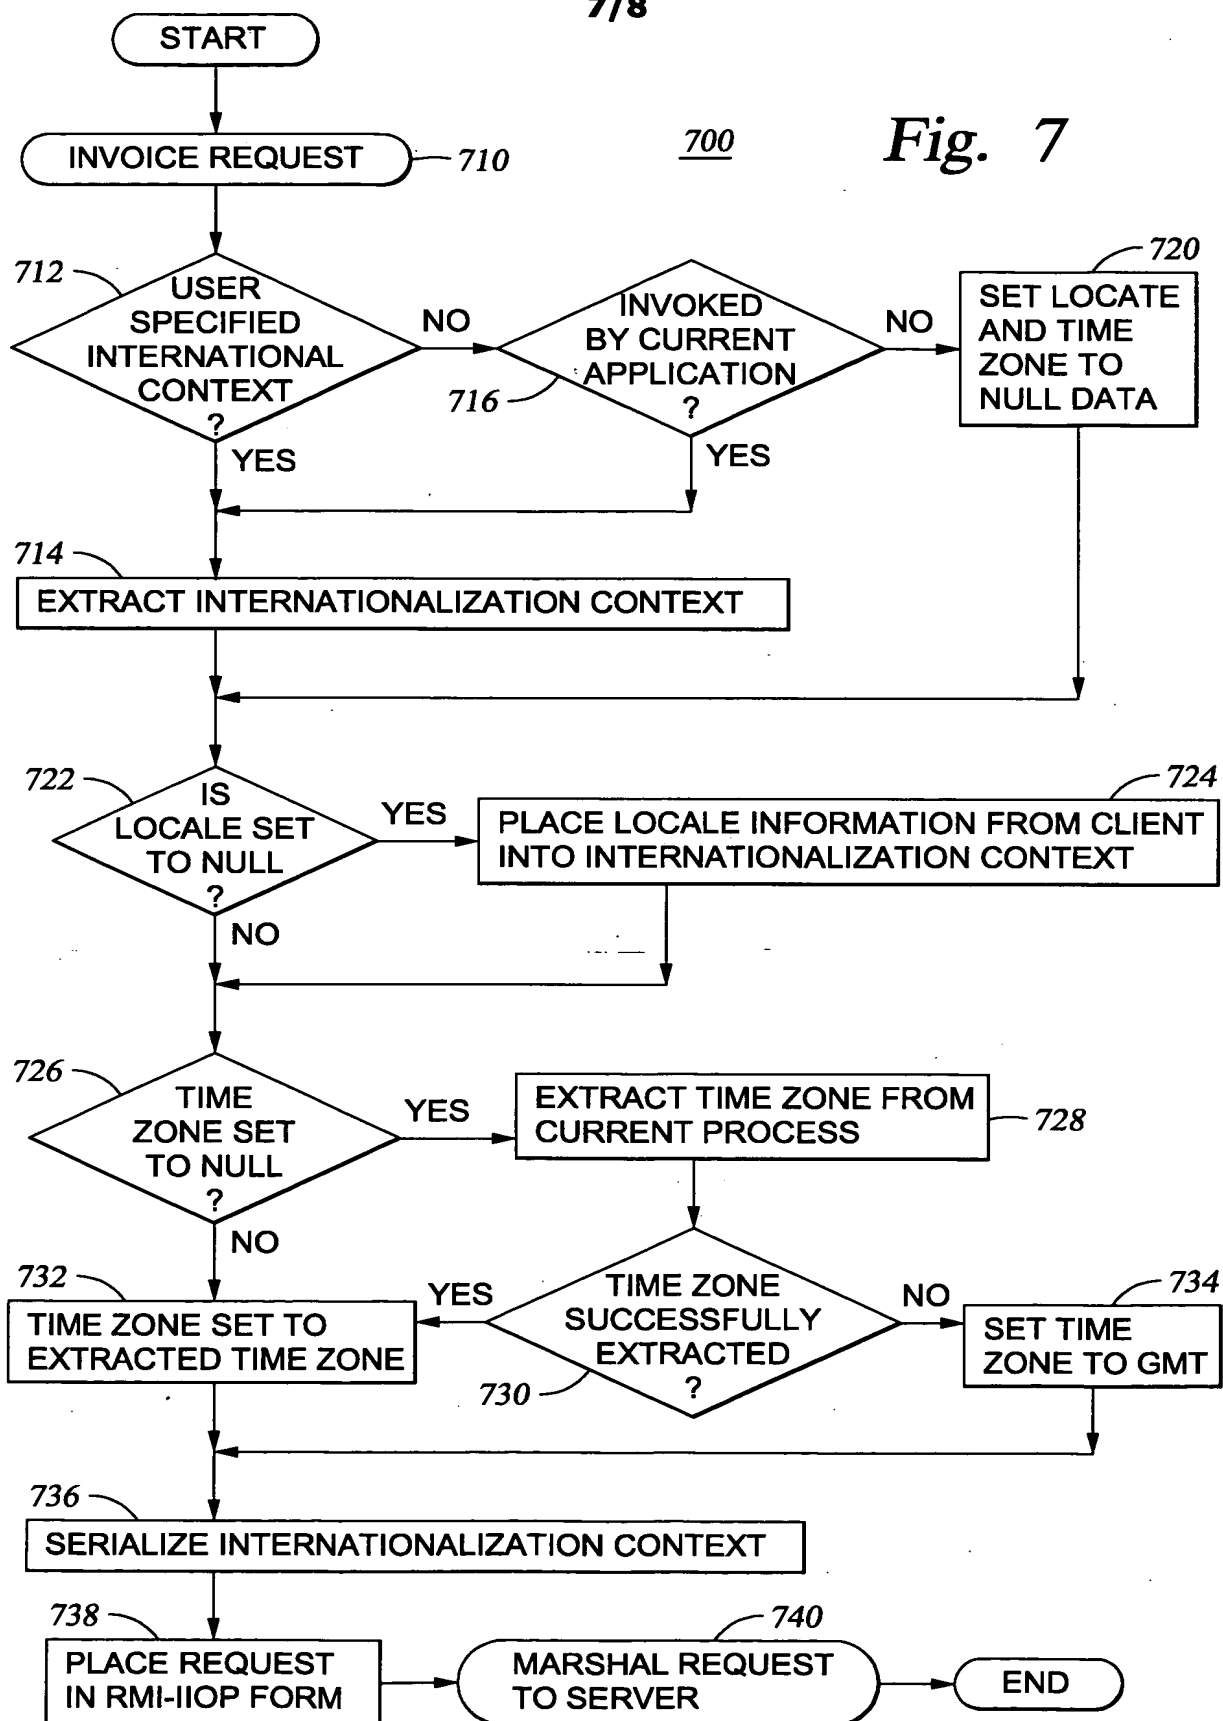 7/8
START
Fig. 7
700
INVOICE REQUEST
710
712
USER
SPECIFIED
INTERNATIONAL
CONTEXT
?
NO
YES
INVOKED
BY CURRENT
APPLICATION
?
716
NO
YES
720
SET LOCATE
AND TIME
ZONE TO
NULL DATA
714
EXTRACT INTERNATIONALIZATION CONTEXT
722
IS
LOCALE SET
TO NULL
?
YES
NO
724
PLACE LOCALE INFORMATION FROM CLIENT
INTO INTERNATIONALIZATION CONTEXT
726
TIME
ZONE SET
TO NULL
?
YES
NO
EXTRACT TIME ZONE FROM
CURRENT PROCESS
728
732
TIME ZONE SET TO
EXTRACTED TIME ZONE
YES
TIME ZONE
SUCCESSFULLY
EXTRACTED
?
730
NO
734
SET TIME
ZONE TO GMT
736
SERIALIZE INTERNATIONALIZATION CONTEXT
738
PLACE REQUEST
IN RMI-IIOP FORM
740
MARSHAL REQUEST
TO SERVER
END